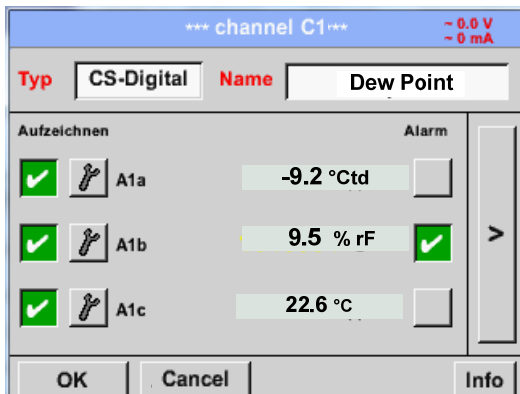 *** channel C1 ***
~ 0.0 V
~ 0 mA
Typ CS-Digital Name Dew Point
Aufzeichnen Alarm
A1a -9.2 °Ctd
A1b 9.5 % rF
>
A1c 22.6 °C
OK Cancel Info